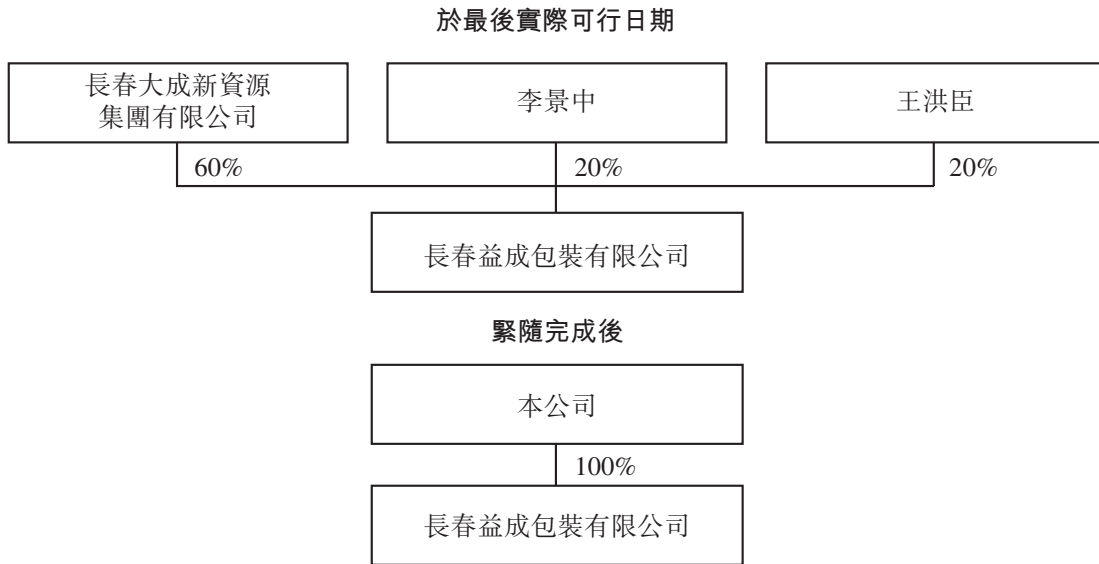 於最後實際可行日期
長春大成新資源
集團有限公司
李景中
王洪臣
60%
20%
20%
長春益成包裝有限公司
緊隨完成後
本公司
100%
長春益成包裝有限公司